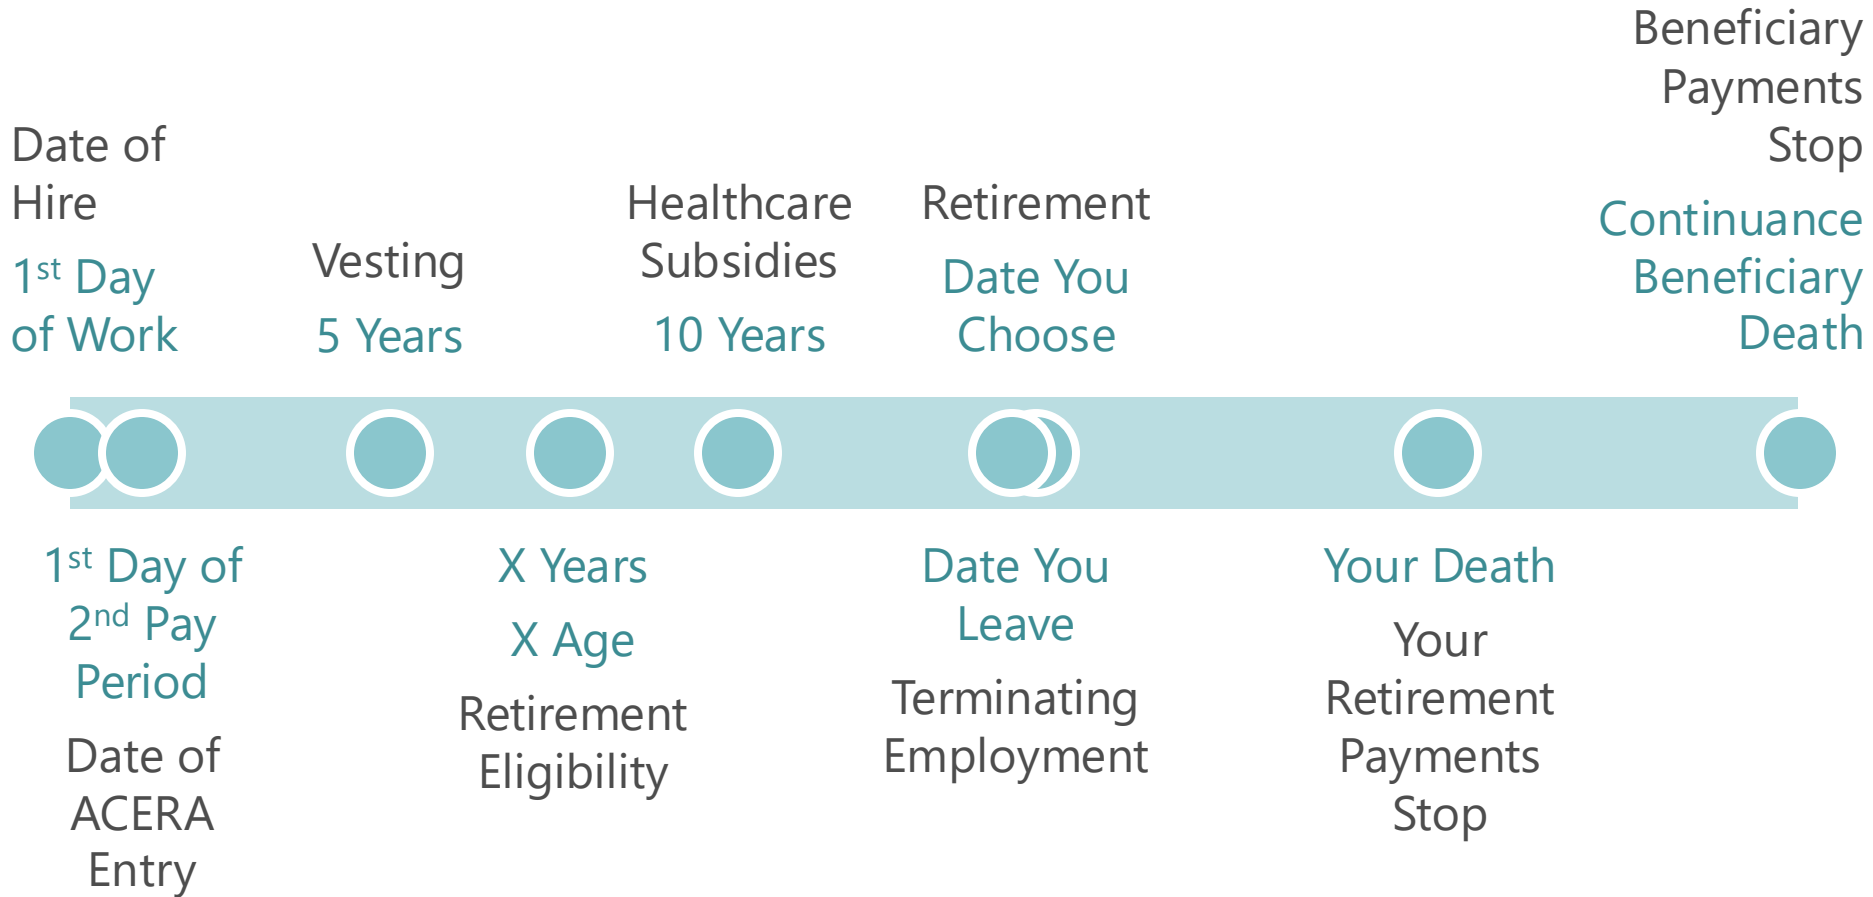 Date of
Hire
1st Day
of Work
Vesting
5 Years
Healthcare
Subsidies
10 Years
Retirement
Date You
Choose
Beneficiary
Payments
Stop
Continuance
Beneficiary
Death
1st Day of
2nd Pay
Period
Date of
ACERA
Entry
X Years
X Age
Retirement
Eligibility
Date You
Leave
Terminating
Employment
Your Death
Your
Retirement
Payments
Stop